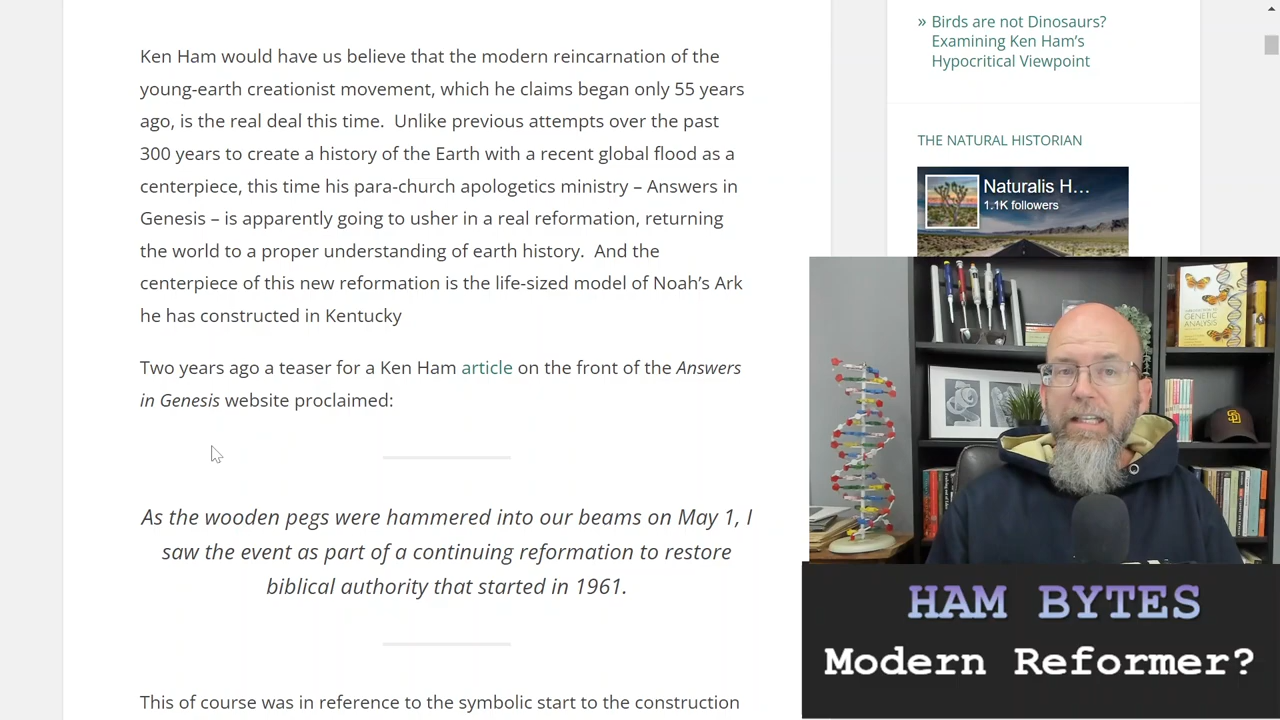 Ken Ham would have us believe that the modern reincarnation of the
young-earth creationist movement, which he claims began only 55 years
ago, is the real deal this time.  Unlike previous attempts over the past
300 years to create a history of the Earth with a recent global flood as a
centerpiece, this time his para-church apologetics ministry – Answers in
Genesis – is apparently going to usher in a real reformation, returning
the world to a proper understanding of earth history.  And the
centerpiece of this new reformation is the life-sized model of Noah's Ark
he has constructed in Kentucky
Two years ago a teaser for a Ken Ham article on the front of the Answers
in Genesis website proclaimed:
As the wooden pegs were hammered into our beams on May 1, I
saw the event as part of a continuing reformation to restore
biblical authority that started in 1961.
This of course was in reference to the symbolic start to the construction
» Birds are not Dinosaurs?
Examining Ken Ham's
Hypocritical Viewpoint
THE NATURAL HISTORIAN
Naturalis H...
1.1K followers
GENETIC
ANALYSIS
SD
HAM BYTES
Modern Reformer?